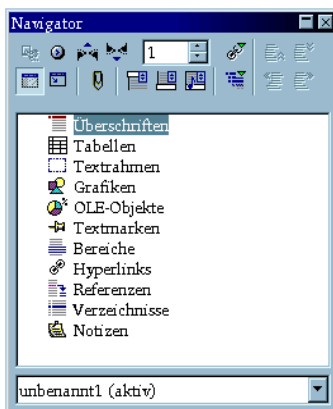 Navigator
1
Überschriften
Tabellen
Textrahmen
Grafiken
OLE-Objekte
Textmarken
Bereiche
Hyperlinks
Referenzen
Verzeichnisse
Notizen
unbenannt1 (aktiv)